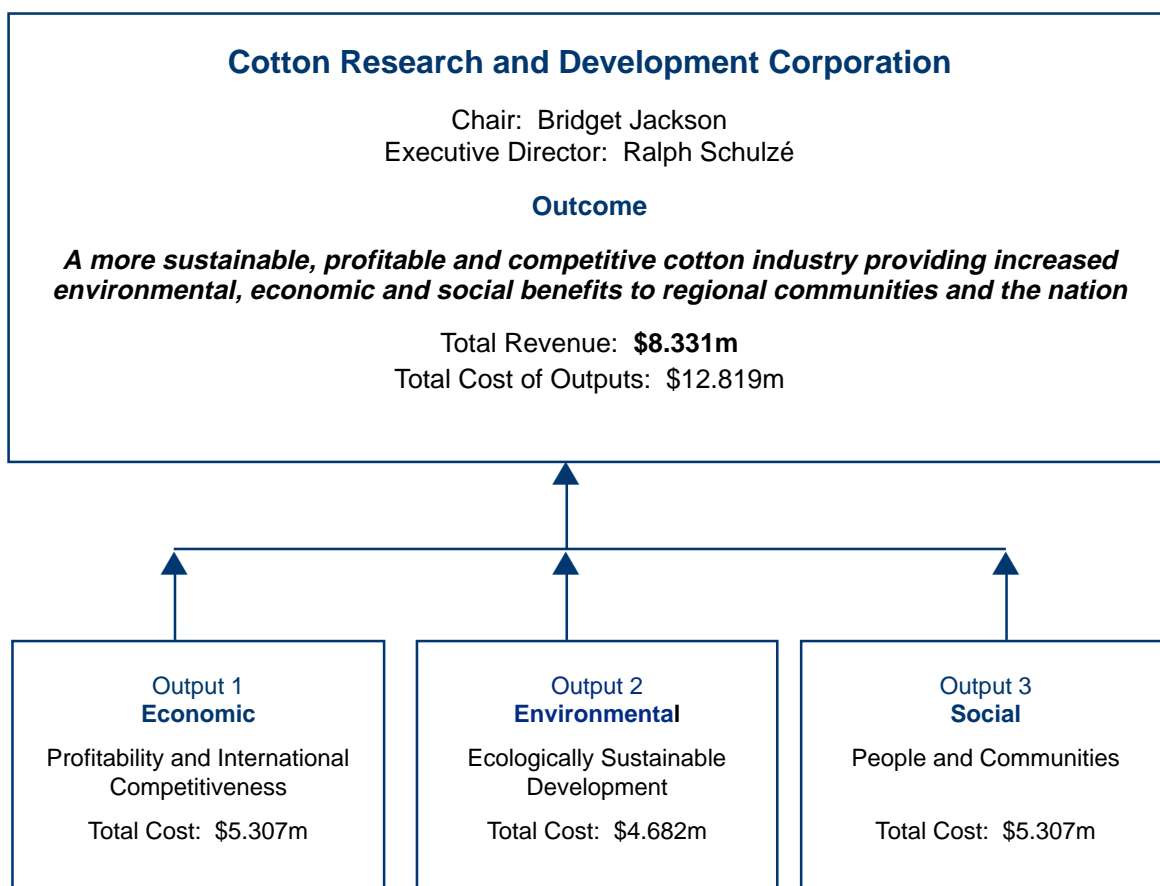 Cotton Research and Development Corporation
Chair:  Bridget Jackson
Executive Director:  Ralph Schulzé
Outcome
A more sustainable, profitable and competitive cotton industry providing increased
environmental, economic and social benefits to regional communities and the nation
Total Revenue:  $8.331m
Total Cost of Outputs:  $12.819m
Output 1
Economic
Profitability and International
Competitiveness
Total Cost:  $5.307m
Output 2
Environmental
Ecologically Sustainable
Development
Total Cost:  $4.682m
Output 3
Social
People and Communities
Total Cost:  $5.307m